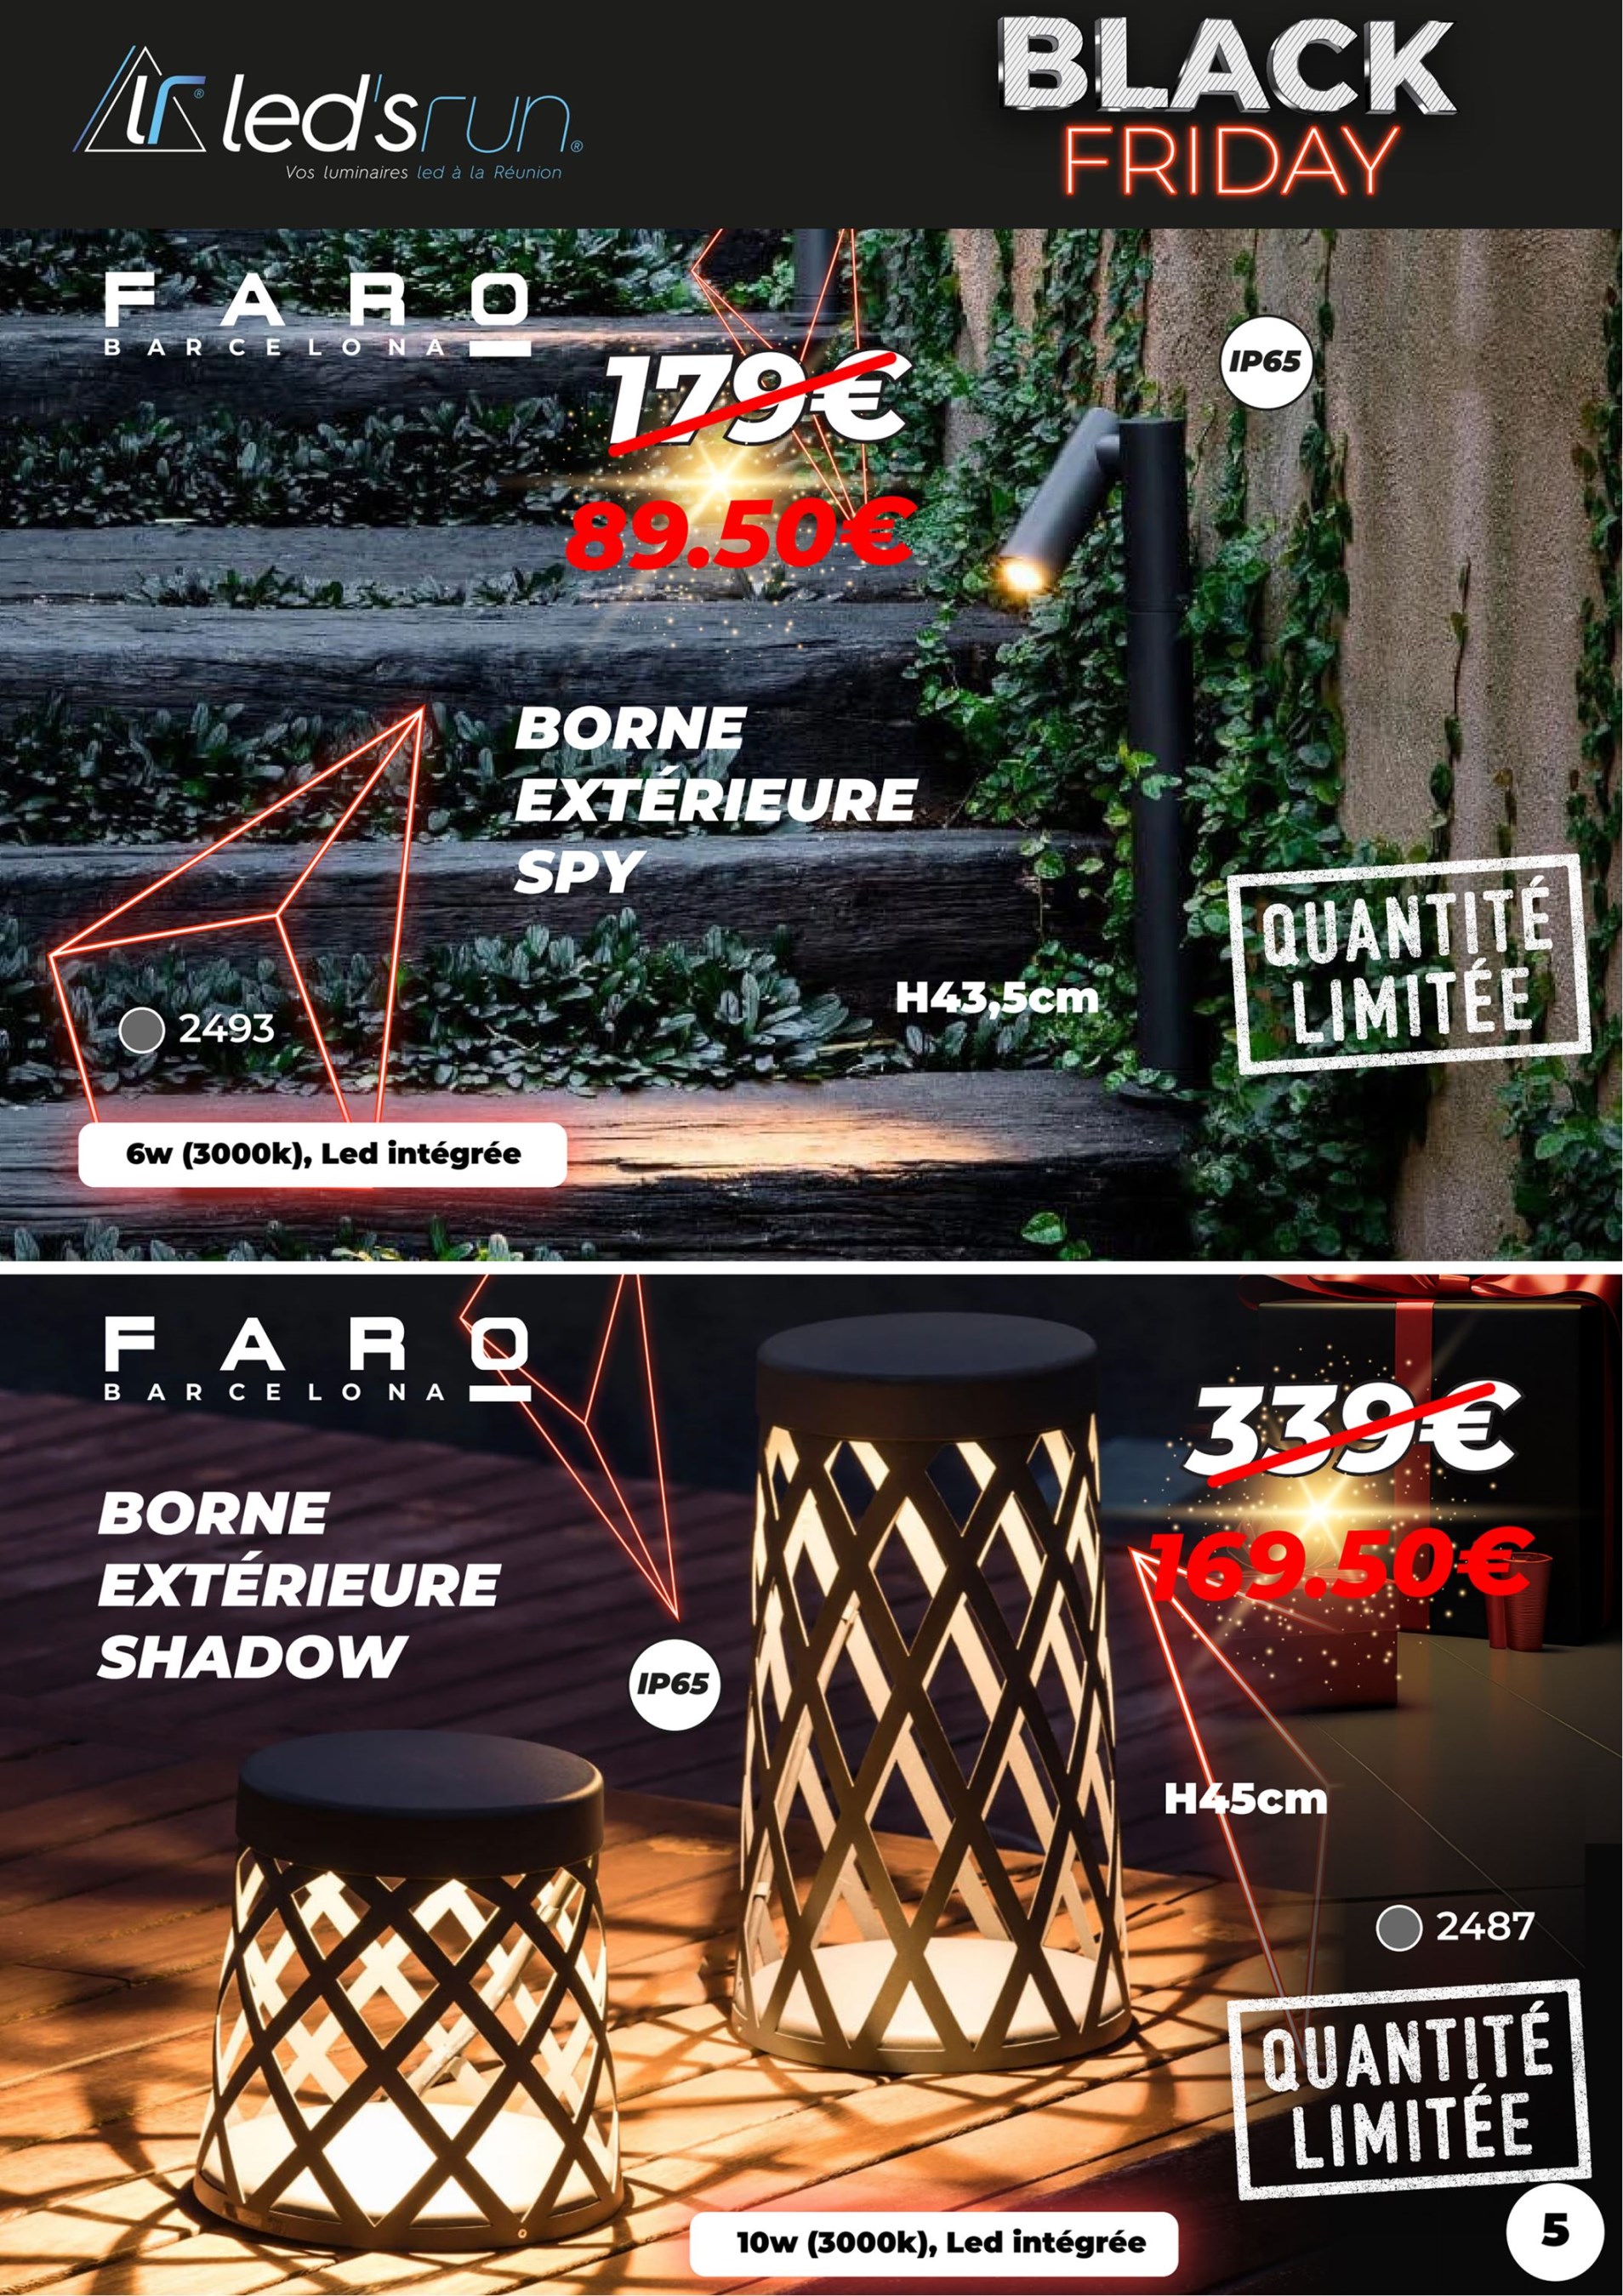 lr® led'srun®
Vos luminaires led à la Réunion
BLACK
FRIDAY
FARO
BARCELONA
179€
89.50€
IP65
BORNE
EXTÉRIEURE
SPY
QUANTITÉ
LIMITÉE
H43,5cm
2493
6w (3000k), Led intégrée
FARO
BARCELONA
339€
169.50€
BORNE
EXTÉRIEURE
SHADOW
IP65
H45cm
2487
QUANTITÉ
LIMITÉE
10w (3000k), Led intégrée
5